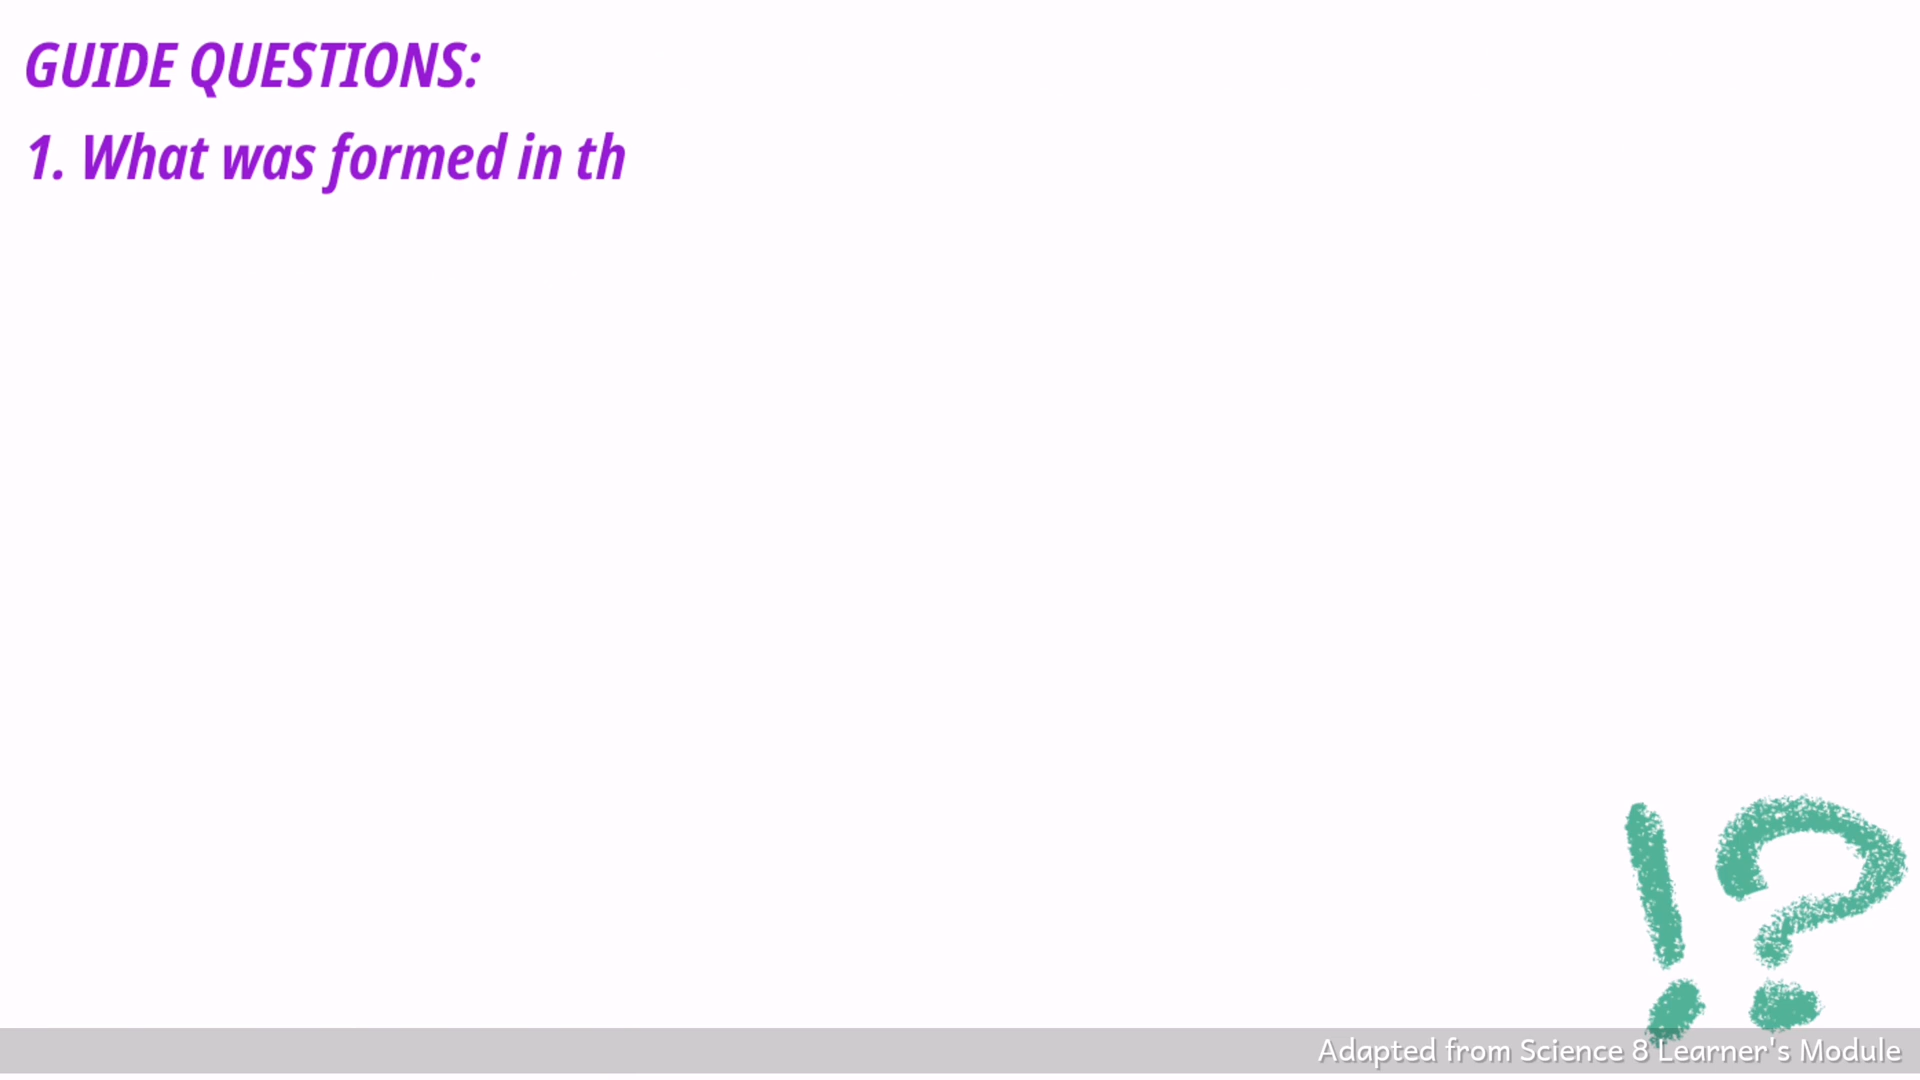 GUIDE QUESTIONS:
1. What was formed in th
!?
Adapted from Science 8 Learner's Module